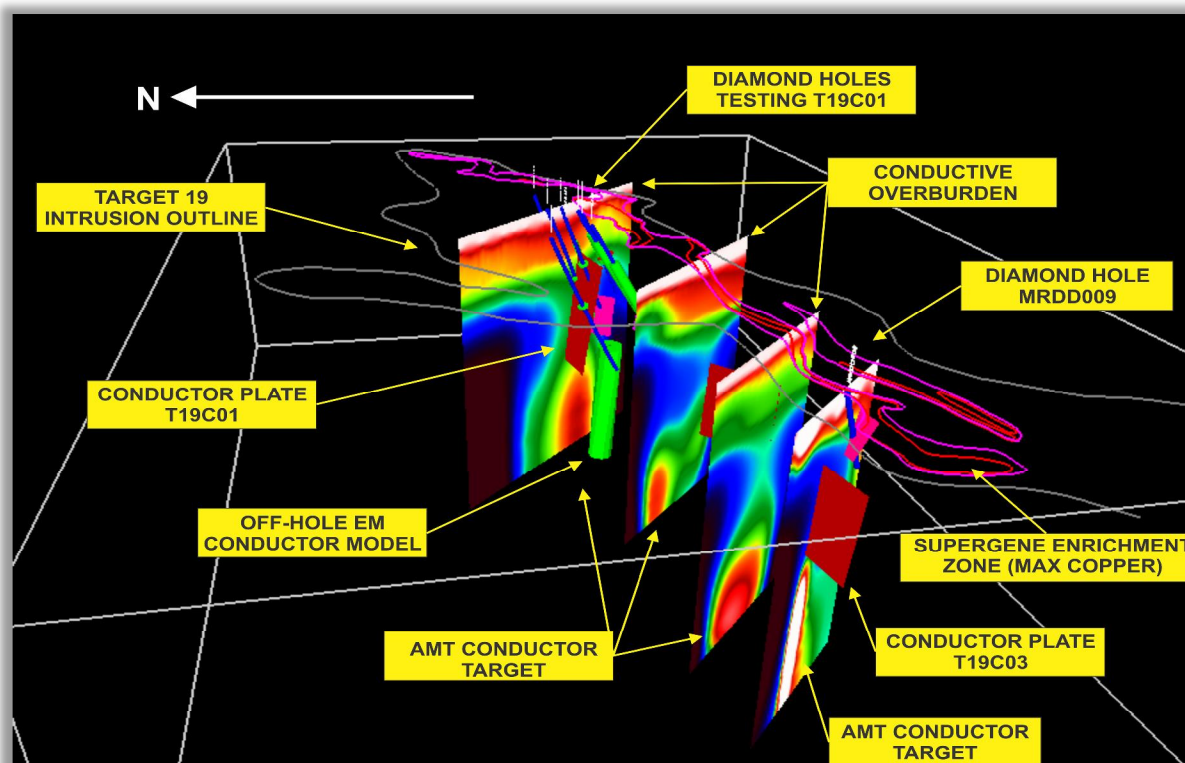 N
DIAMOND HOLES
TESTING T19C01
CONDUCTIVE
OVERBURDEN
TARGET 19
INTRUSION OUTLINE
DIAMOND HOLE
MRDD009
CONDUCTOR PLATE
T19C01
OFF-HOLE EM
CONDUCTOR MODEL
SUPERGENE ENRICHMENT
ZONE (MAX COPPER)
AMT CONDUCTOR
TARGET
CONDUCTOR PLATE
T19C03
AMT CONDUCTOR
TARGET